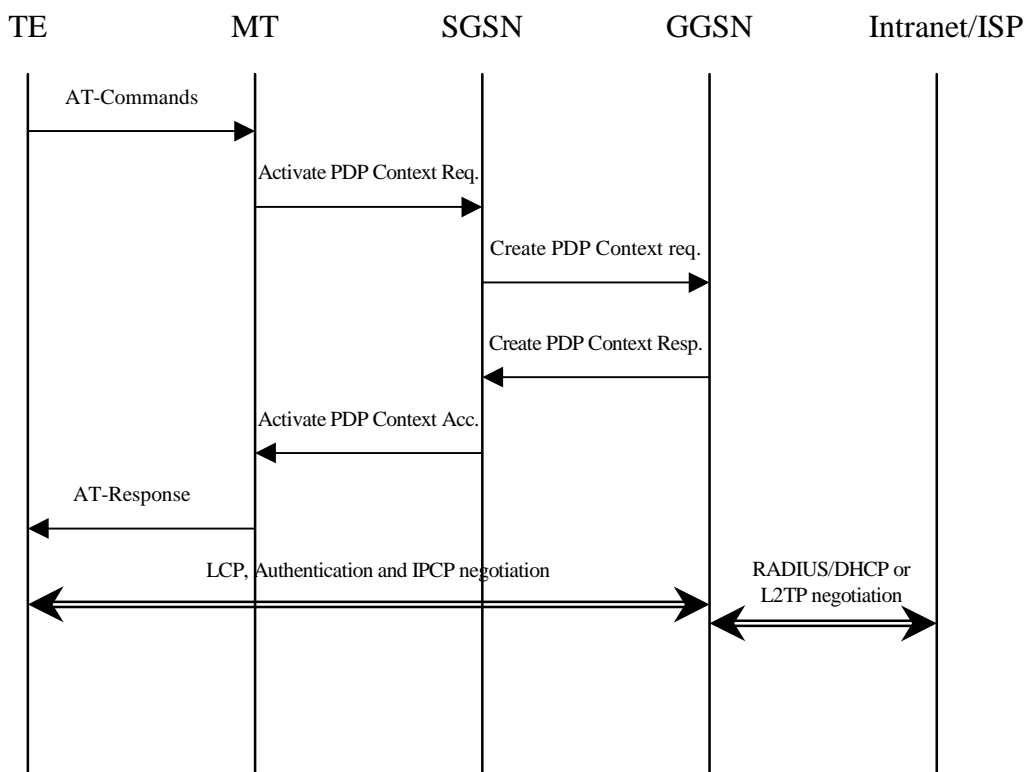 TE
MT
SGSN
GGSN
Intranet/ISP
AT-Commands
Activate PDP Context Req.
Create PDP Context req.
Create PDP Context Resp.
Activate PDP Context Acc.
AT-Response
LCP, Authentication and IPCP negotiation
RADIUS/DHCP or
L2TP negotiation